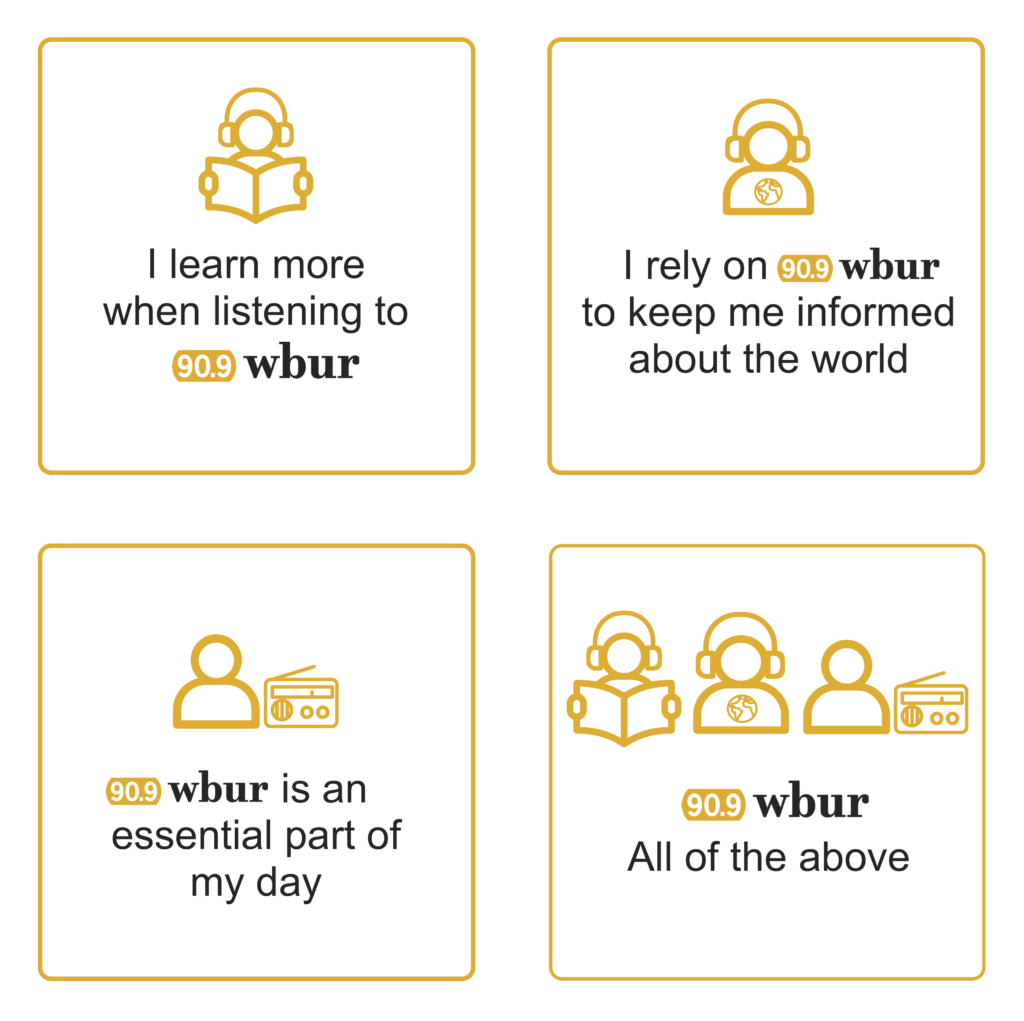 I learn more
when listening to
90.9 wbur
I rely on 90.9 wbur
to keep me informed
about the world
90.9 wbur is an
essential part of
my day
90.9 wbur
All of the above